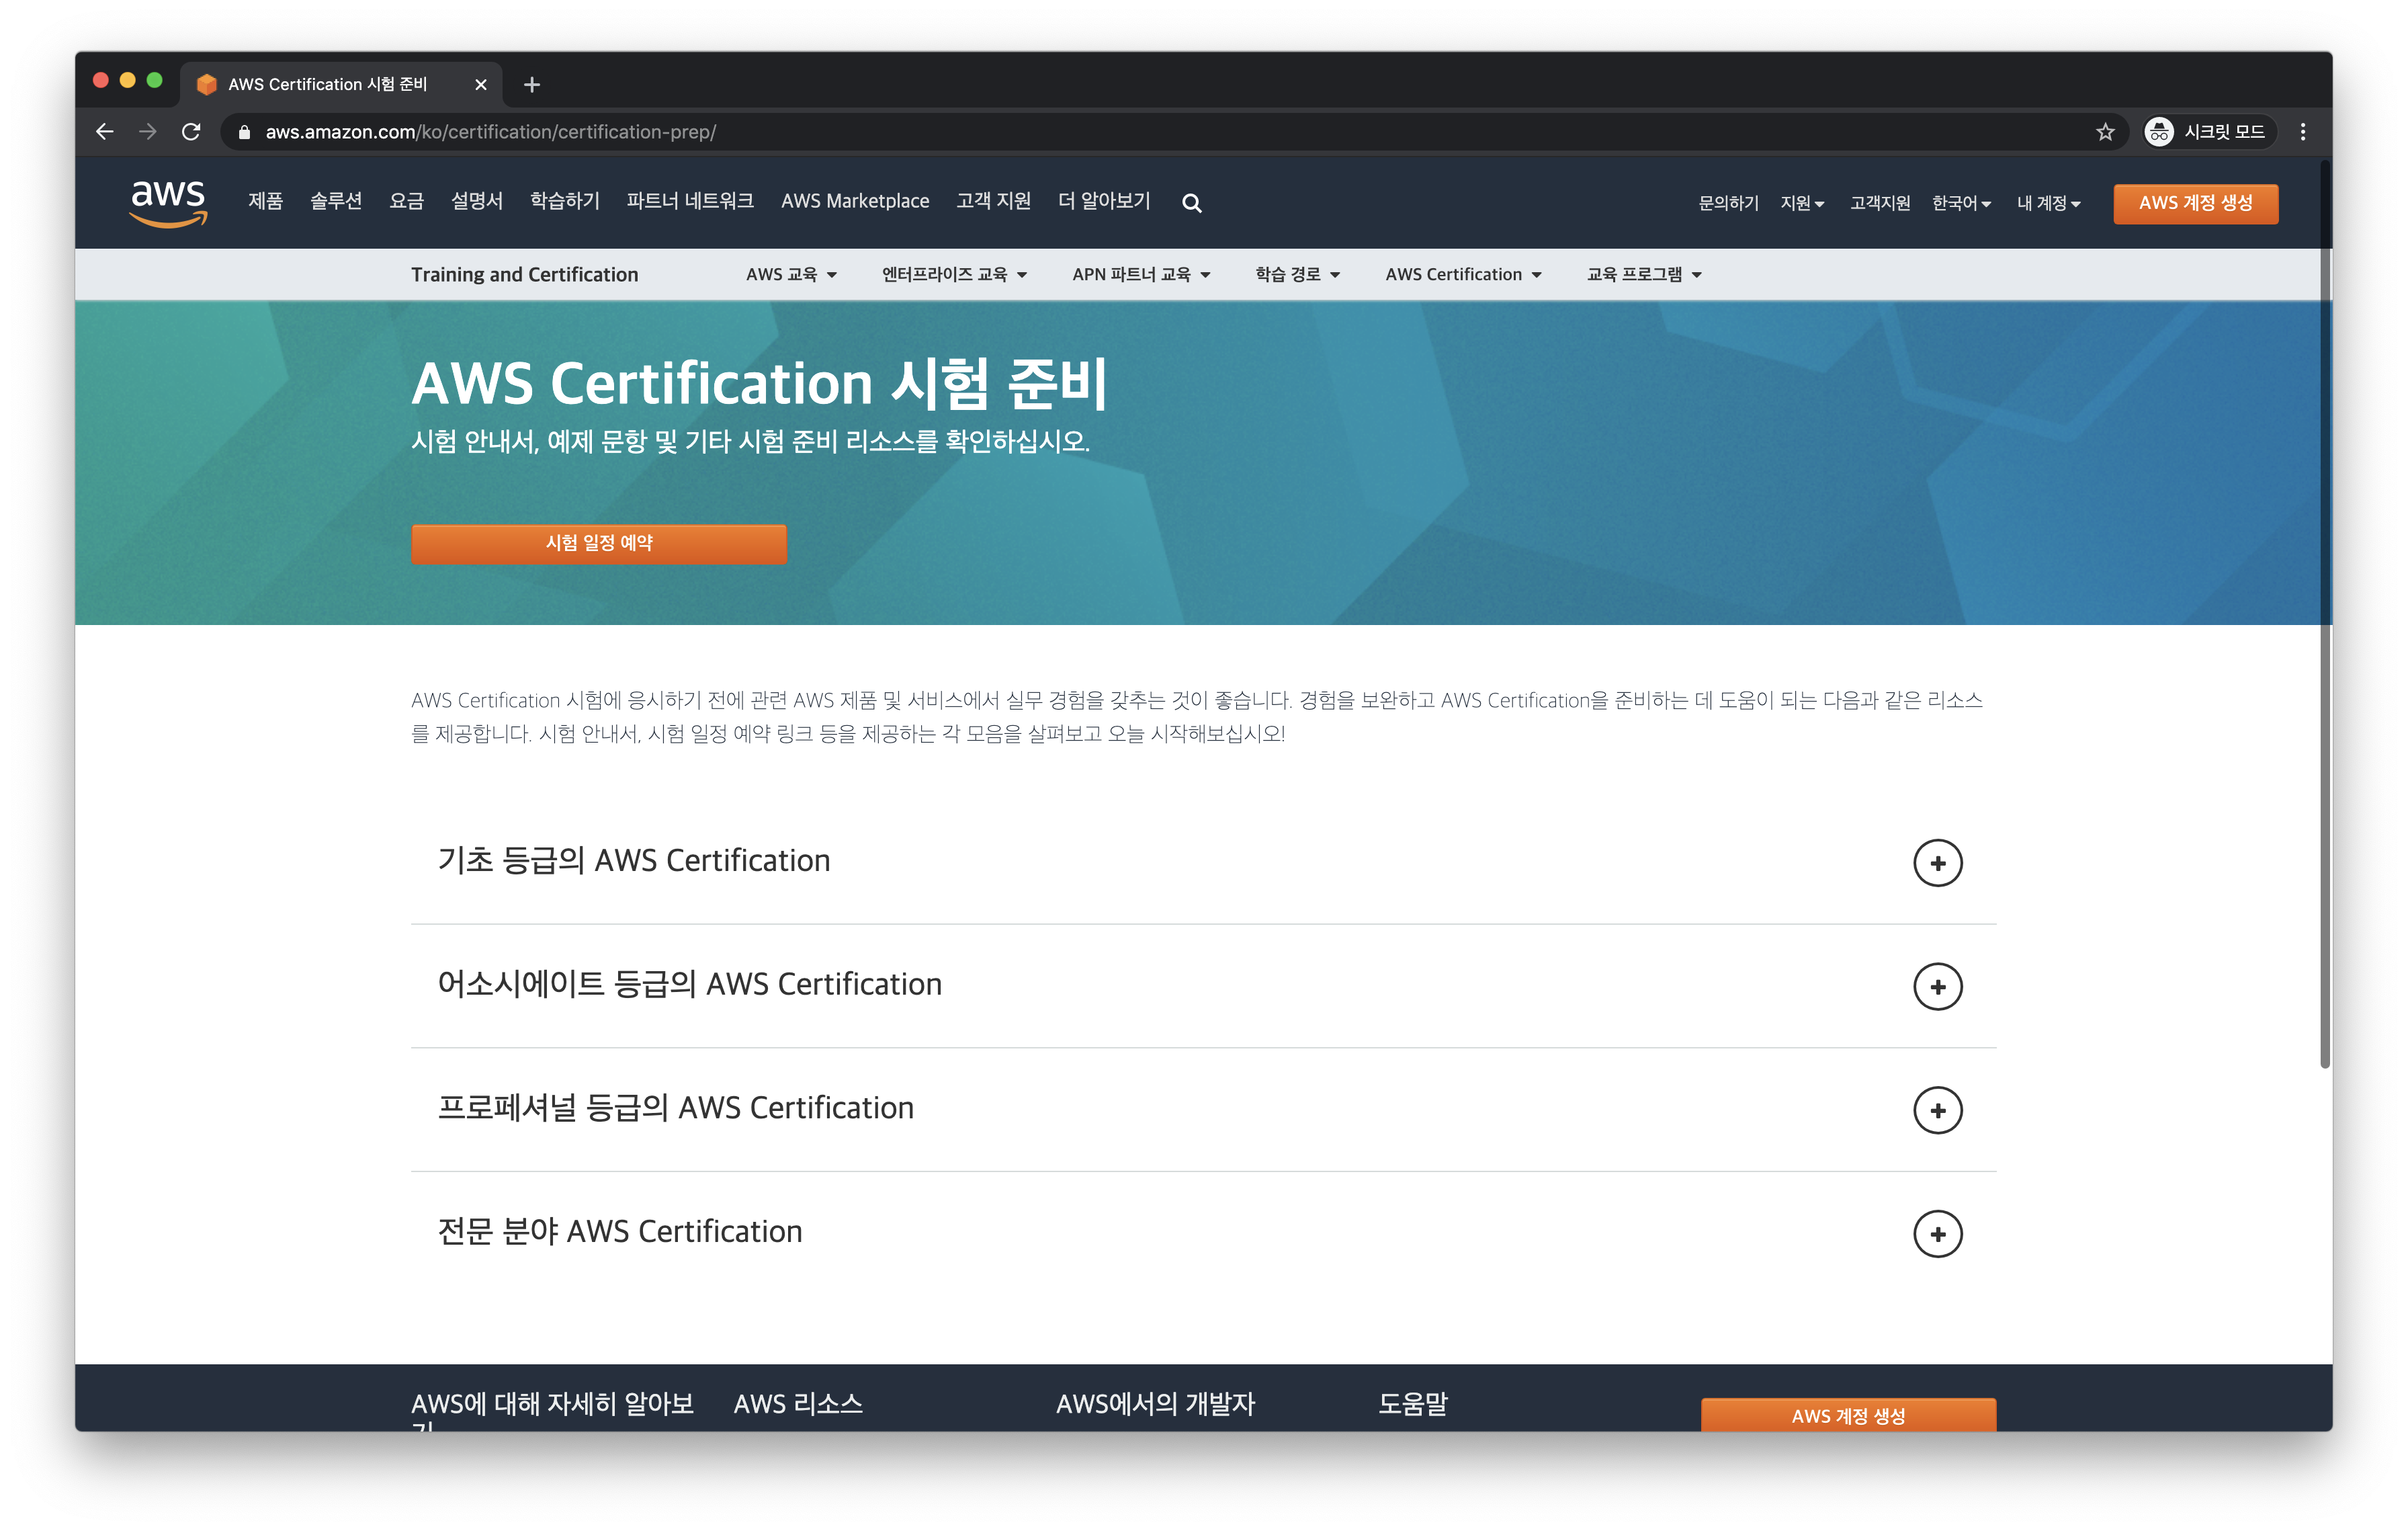 AWS Certification 시험 준비
aws.amazon.com/ko/certification/certification-prep/
시크릿 모드
aws 제품 솔루션 요금 설명서 학습하기 파트너 네트워크 AWS Marketplace 고객 지원 더 알아보기
문의하기 지원 고객지원 한국어 내 계정 AWS 계정 생성
Training and Certification AWS 교육 엔터프라이즈 교육 APN 파트너 교육 학습 경로 AWS Certification 교육 프로그램
AWS Certification 시험 준비
시험 안내서, 예제 문항 및 기타 시험 준비 리소스를 확인하십시오.
시험 일정 예약
AWS Certification 시험에 응시하기 전에 관련 AWS 제품 및 서비스에서 실무 경험을 갖추는 것이 좋습니다. 경험을 보완하고 AWS Certification을 준비하는 데 도움이 되는 다음과 같은 리소스
를 제공합니다. 시험 안내서, 시험 일정 예약 링크 등을 제공하는 각 모음을 살펴보고 오늘 시작해보십시오!
기초 등급의 AWS Certification
어소시에이트 등급의 AWS Certification
프로페셔널 등급의 AWS Certification
전문 분야 AWS Certification
AWS에 대해 자세히 알아보
기
AWS 리소스
AWS에서의 개발자
도움말
AWS 계정 생성